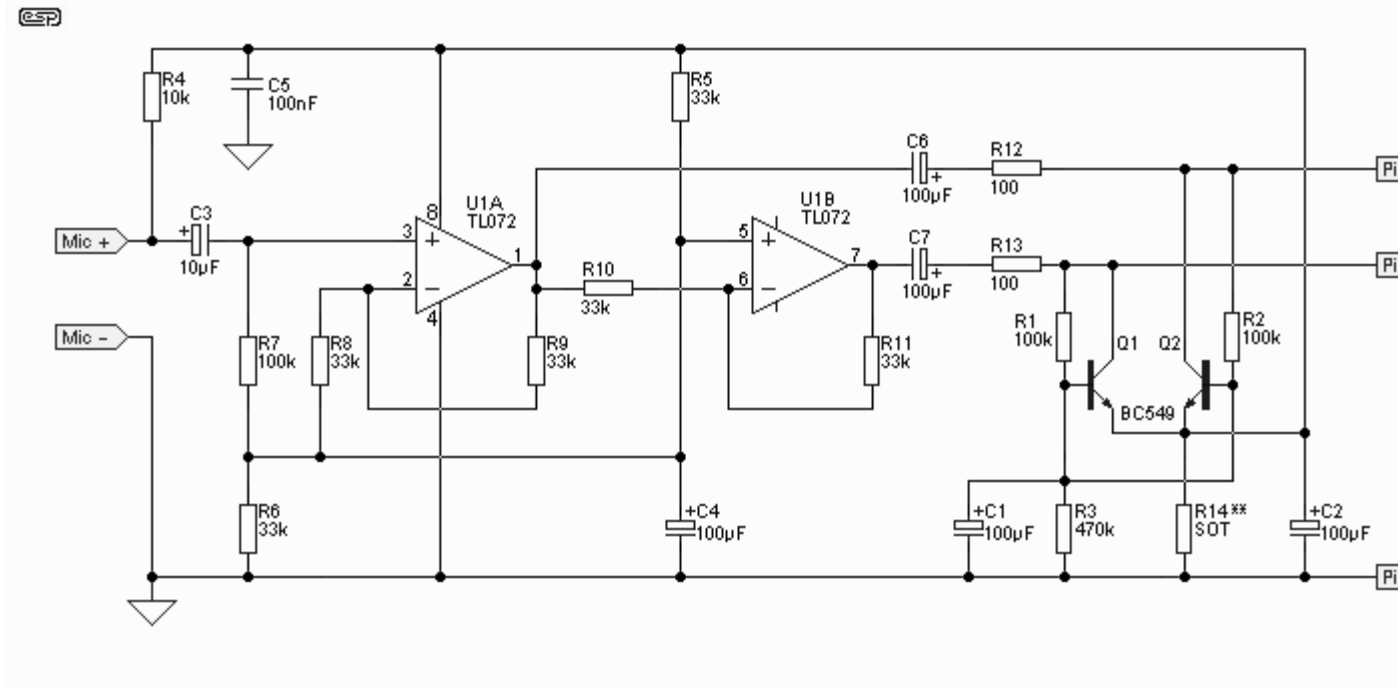 esp
R4
10k
C5
100nF
R5
33k
C6
100µF
+
R12
100
Pi
Mic +
C3
+
10µF
U1A
TL072
8
3
+
2
−
1
4
R10
33k
U1B
TL072
5
+
6
−
7
C7
100µF
+
R13
100
Pi
R7
100k
R8
33k
R9
33k
R11
33k
R1
100k
Q1
Q2
R2
100k
BC549
Mic -
R6
33k
+C4
100µF
+C1
100µF
R3
470k
R14**
SOT
+C2
100µF
Pi